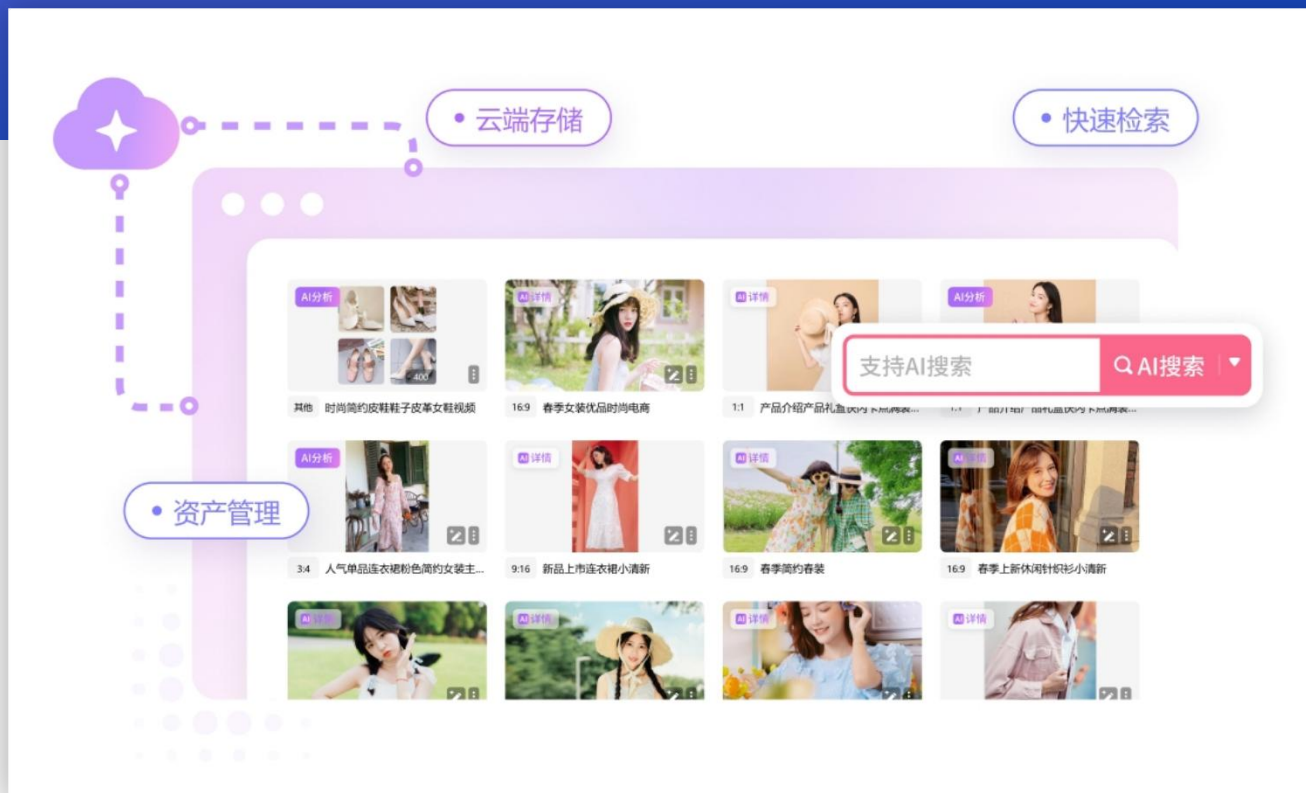 云端存储
快速检索
AI分析
AI详情
AI详情
AI分析
400
支持AI搜索
AI搜索
其他 时尚简约皮鞋鞋子皮革女鞋视频
16:9 春季女装优品时尚电商
1:1
AI分析
AI详情
AI详情
AI详情
资产管理
3:4 人气单品连衣裙粉色简约女装主...
9:16 新品上市连衣裙小清新
16:9 春季简约春装
16:9 春季上新休闲针织衫小清新
AI详情
AI详情
AI详情
AI详情